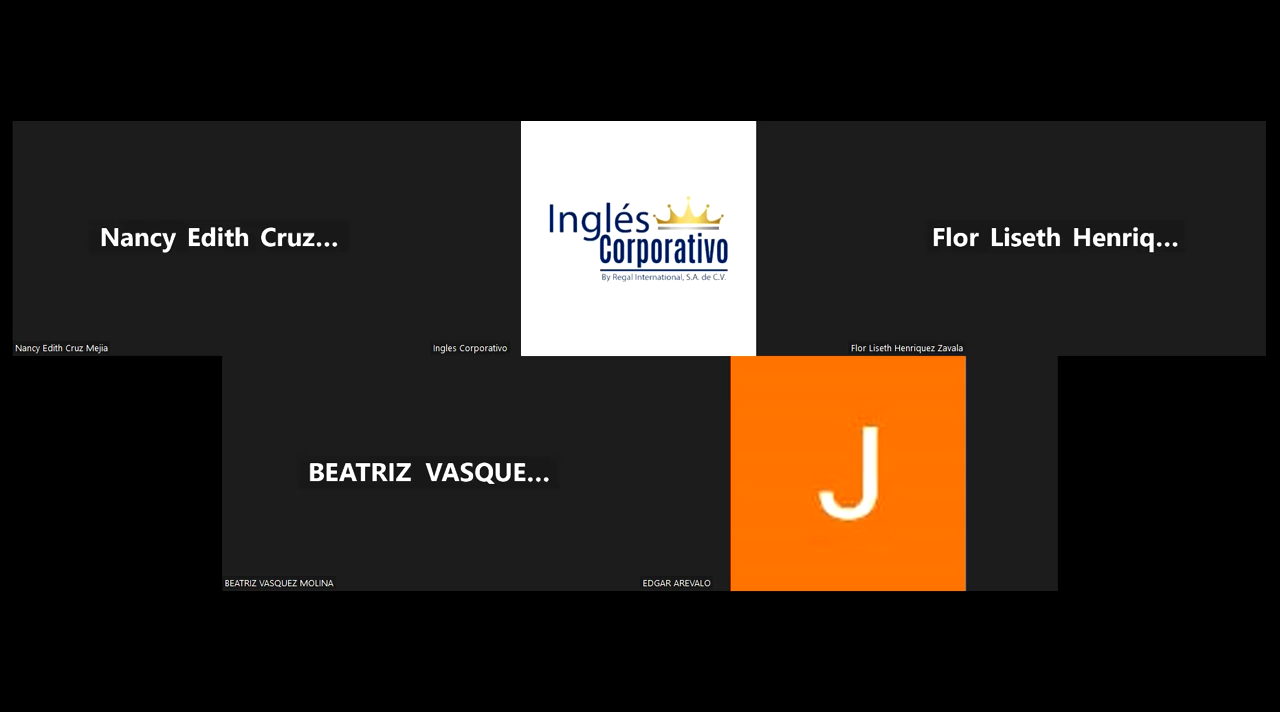 Nancy Edith Cruz...
Inglés
Corporativo
By Regal International, S.A. de C.V.
Flor Liseth Henriq...
Nancy Edith Cruz Mejia
Ingles Corporativo
Flor Liseth Henriquez Zavala
BEATRIZ VASQUE...
J
BEATRIZ VASQUEZ MOLINA
EDGAR AREVALO